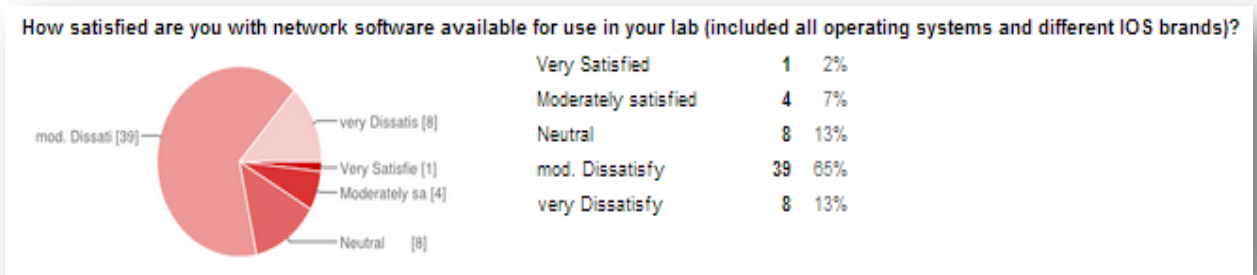 How satisfied are you with network software available for use in your lab (included all operating systems and different IOS brands)?
mod. Dissati [39]
very Dissatis [8]
Very Satisfie [1]
Moderately sa [4]
Neutral [8]
Very Satisfied 1 2%
Moderately satisfied 4 7%
Neutral 8 13%
mod. Dissatisfy 39 65%
very Dissatisfy 8 13%